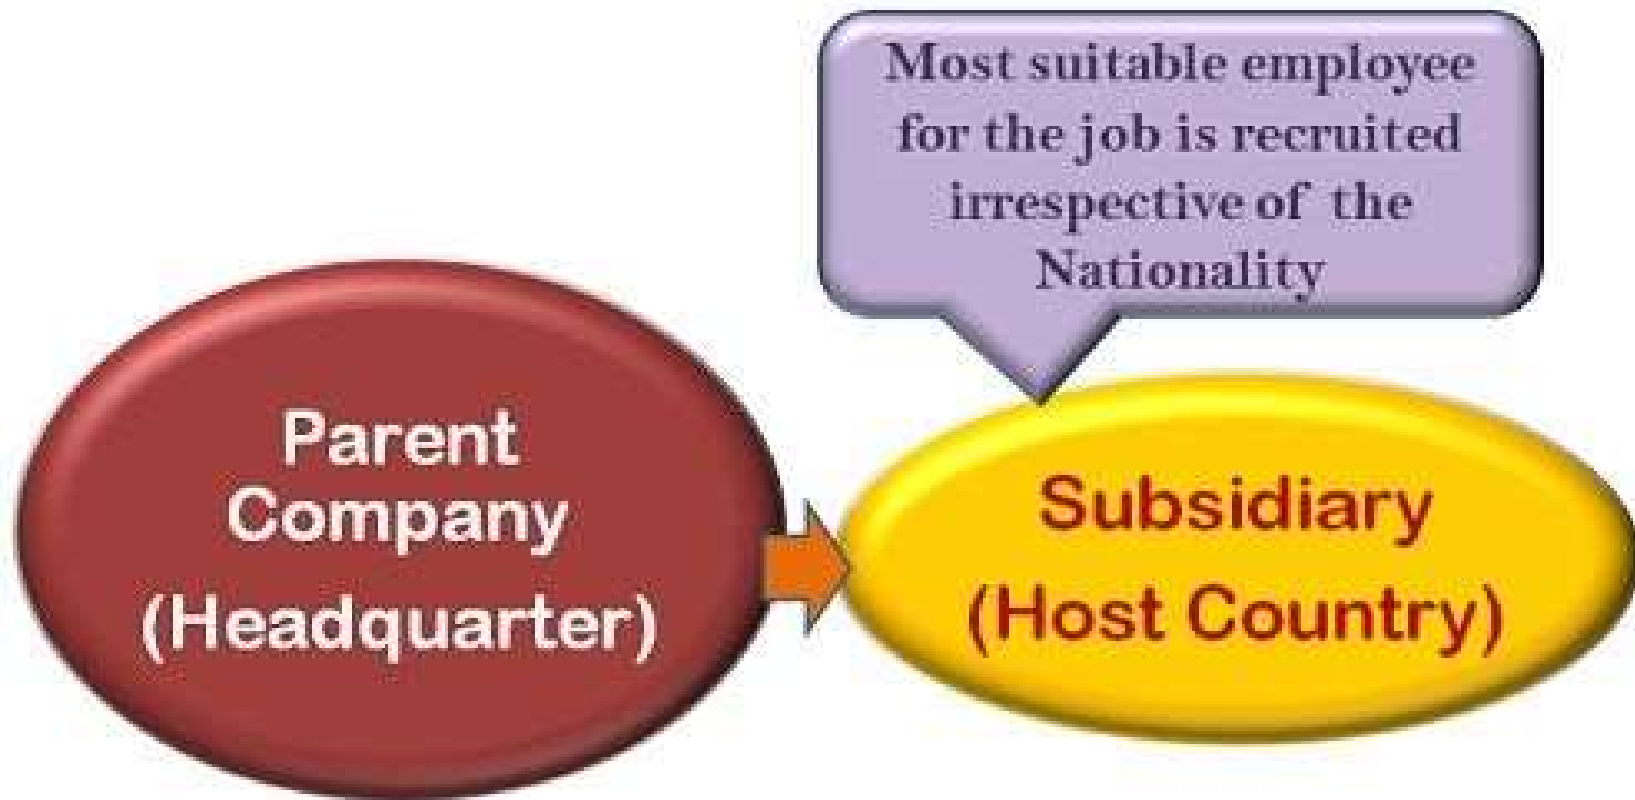 Most suitable employee
for the job is recruited
irrespective of the
Nationality
Parent
Company
(Headquarter)
Subsidiary
(Host Country)